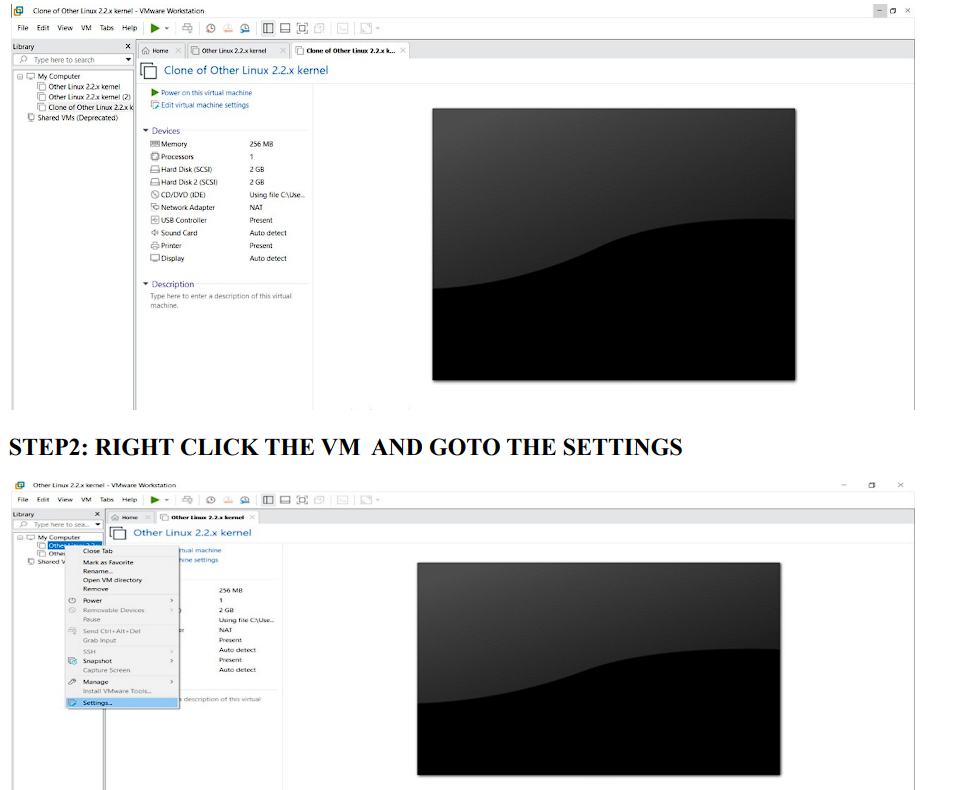 Clone of Other Linux 2.2.x kernel - VMware Workstation
File Edit View VM Tabs Help
Library
Home
Other Linux 2.2.x kernel
Clone of Other Linux 2.2.x k...
Type here to search
Clone of Other Linux 2.2.x kernel
My Computer
Other Linux 2.2.x kernel
Other Linux 2.2.x kernel (2)
Clone of Other Linux 2.2.x k
Shared VMs (Deprecated)
Power on this virtual machine
Edit virtual machine settings
Devices
Memory 256 MB
Processors 1
Hard Disk (SCSI) 2 GB
Hard Disk 2 (SCSI) 2 GB
CD/DVD (IDE) Using file C:\Use...
Network Adapter NAT
USB Controller Present
Sound Card Auto detect
Printer Present
Display Auto detect
Description
Type here to enter a description of this virtual
machine.
STEP2: RIGHT CLICK THE VM AND GOTO THE SETTINGS
Other Linux 2.2.x kernel - VMware Workstation
File Edit View VM Tabs Help
Library
Home
Other Linux 2.2.x kernel
Type here to sea...
Other Linux 2.2.x kernel
My Computer
Other Linux 2.2.x
Other
Shared V
Close Tab
Mark as Favorite
Rename...
Open VM directory
Remove
Power
Removable Devices
Pause
Send Ctrl+Alt+Del
Grab Input
SSH
Snapshot
Capture Screen
Manage
Install VMware Tools...
Settings...
tual machine
hine settings
256 MB
1
2 GB
Using file C:\Use...
NAT
Present
Auto detect
Present
Auto detect
a description of this virtual